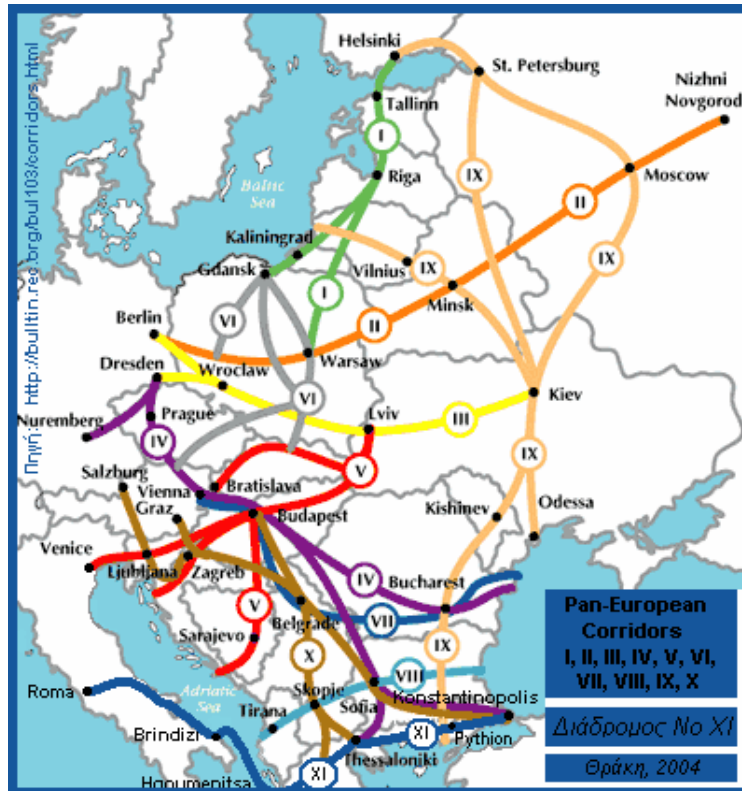 Πηγή: http://bulltin.rec.org/bul103/corridors.html
Helsinki
St. Petersburg
Nizhni
Novgorod
Tallinn
I
IX
Riga
Moscow
Baltic
Sea
II
Kaliningrad
Vilnius
IX
IX
Gdansk
I
Minsk
VI
II
Berlin
Warsaw
Dresden
Wroclaw
VI
Kiev
Nuremberg
Prague
Lviv
III
IV
V
IX
Salzburg
Vienna
Bratislava
Graz
Budapest
Kishinev
Odessa
Venice
Ljubljana
Zagreb
IV
Bucharest
V
VII
Belgrade
Sarajevo
IX
X
VIII
Roma
Adriatic
Sea
Skopje
Sofia
Konstantinopolis
Tirana
Brindizi
XI
Pythion
Thessaloniki
Hgoumenitsa
XI
Pan-European
Corridors
I, II, III, IV, V, VI,
VII, VIII, IX, X
Διάδρομος Νο XI
Θράκη, 2004